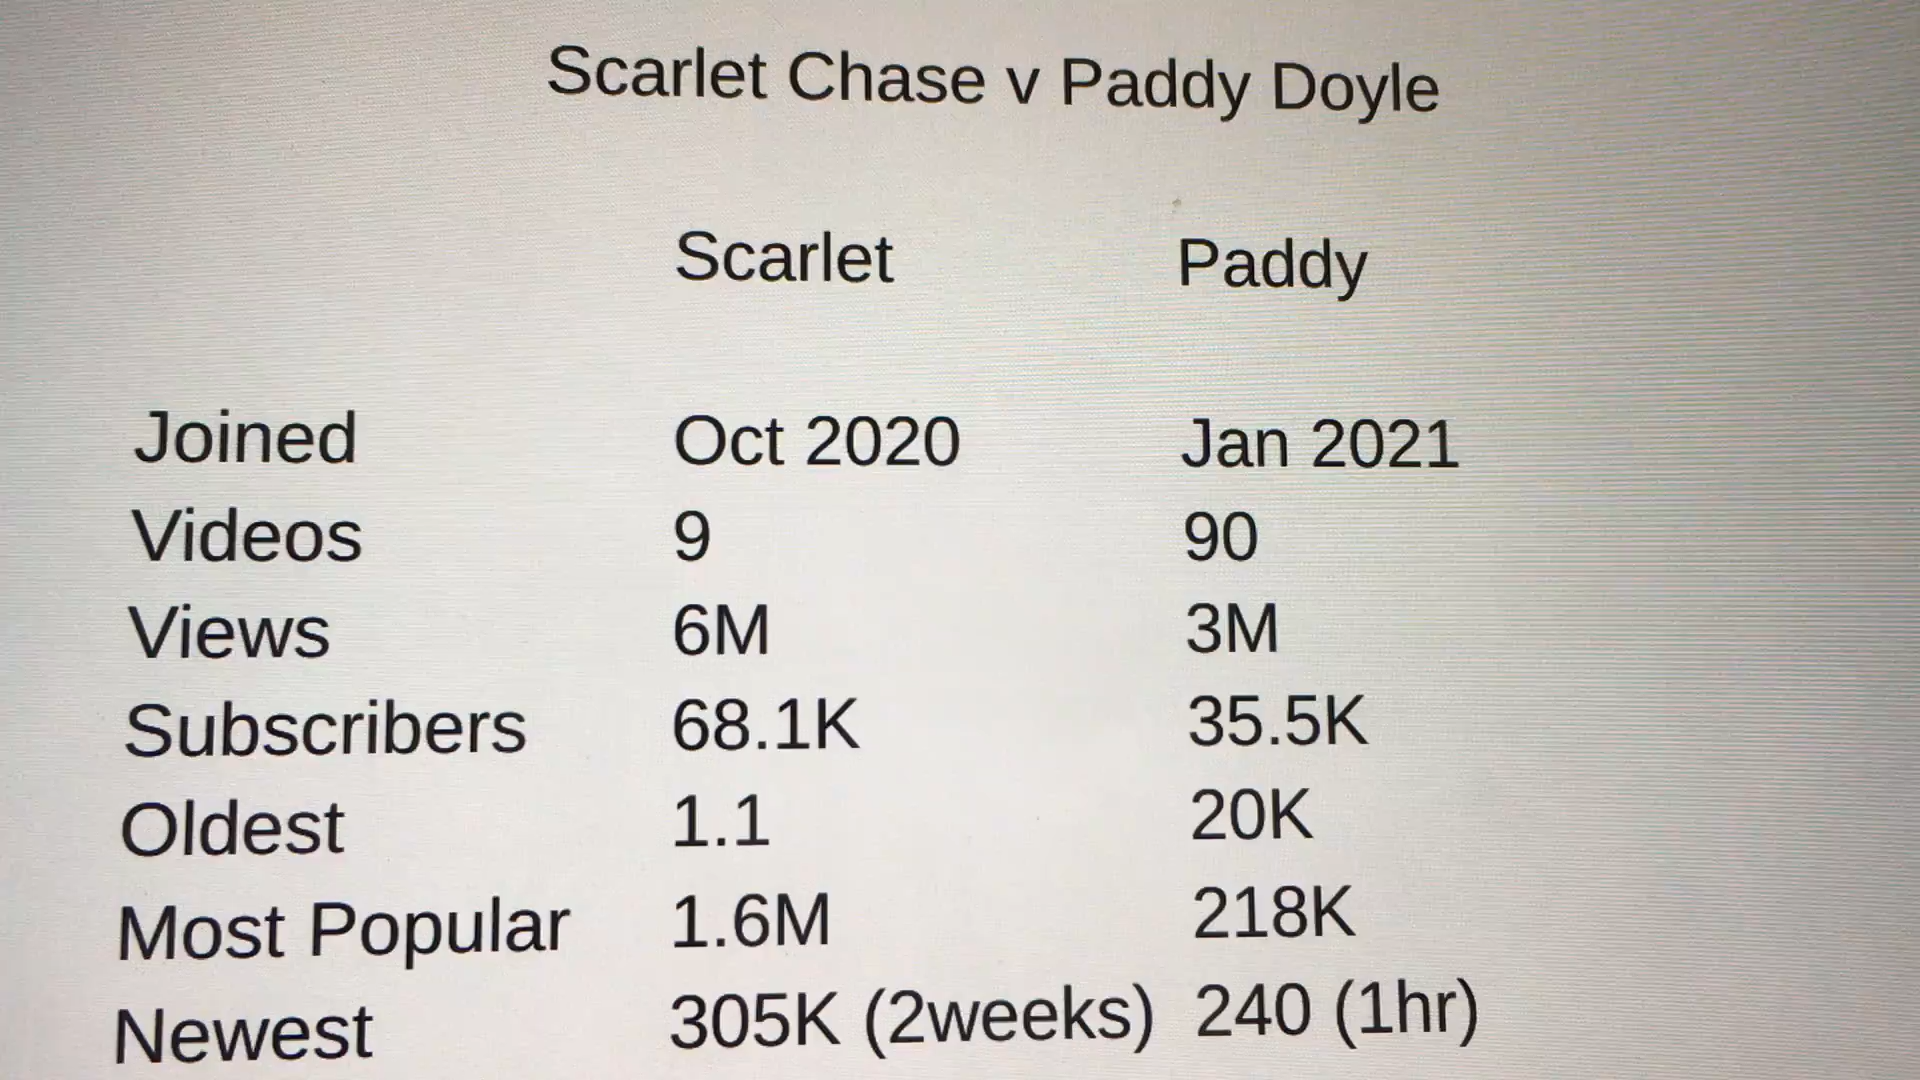 Scarlet Chase v Paddy Doyle
Scarlet Paddy
Joined Oct 2020 Jan 2021
Videos 9 90
Views 6M 3M
Subscribers 68.1K 35.5K
Oldest 1.1 20K
Most Popular 1.6M 218K
Newest 305K (2weeks) 240 (1hr)